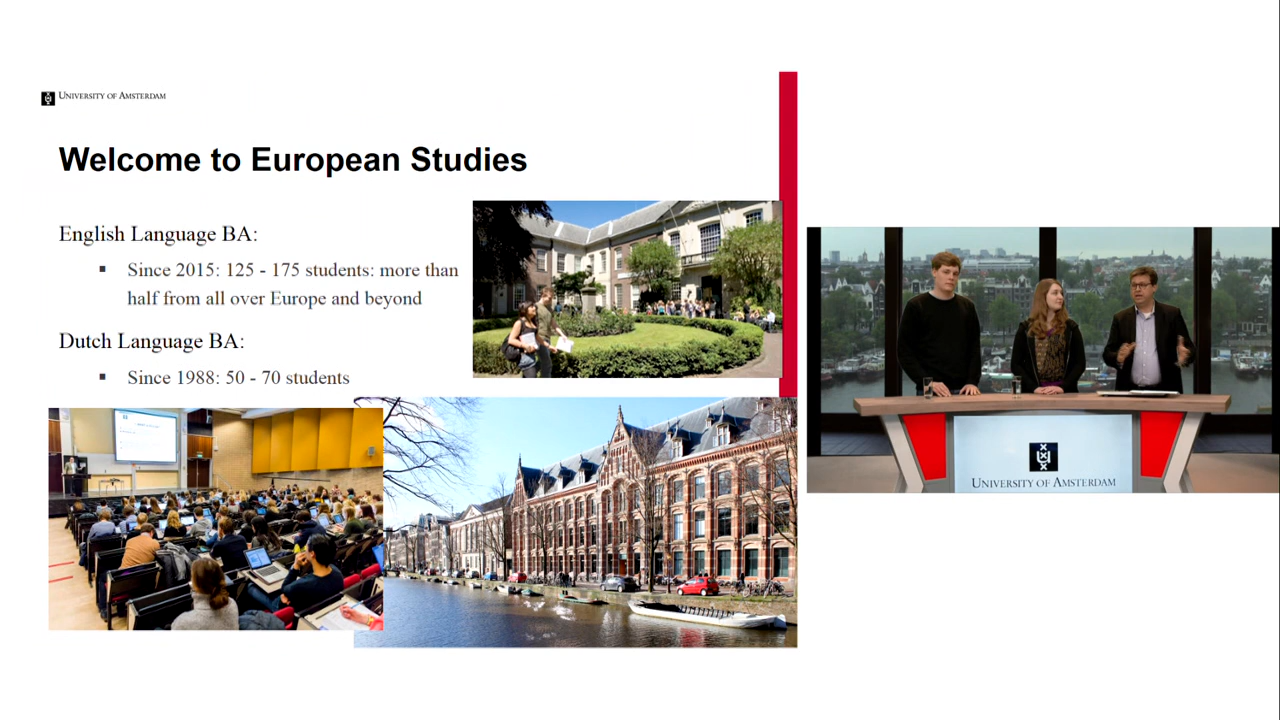 University of Amsterdam
Welcome to European Studies
English Language BA:
▪ Since 2015: 125 - 175 students: more than
half from all over Europe and beyond
Dutch Language BA:
▪ Since 1988: 50 - 70 students
University of Amsterdam